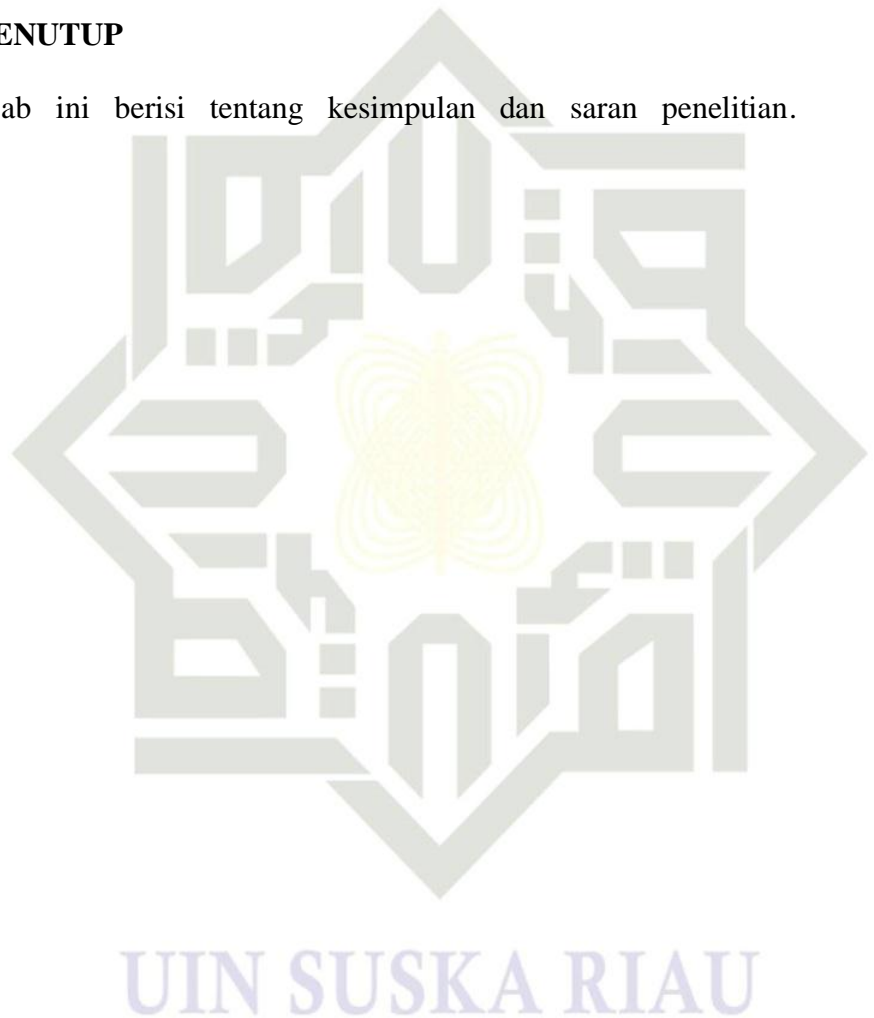 ENUTUP
ab ini berisi tentang kesimpulan dan saran penelitian.
UIN SUSKA RIAU